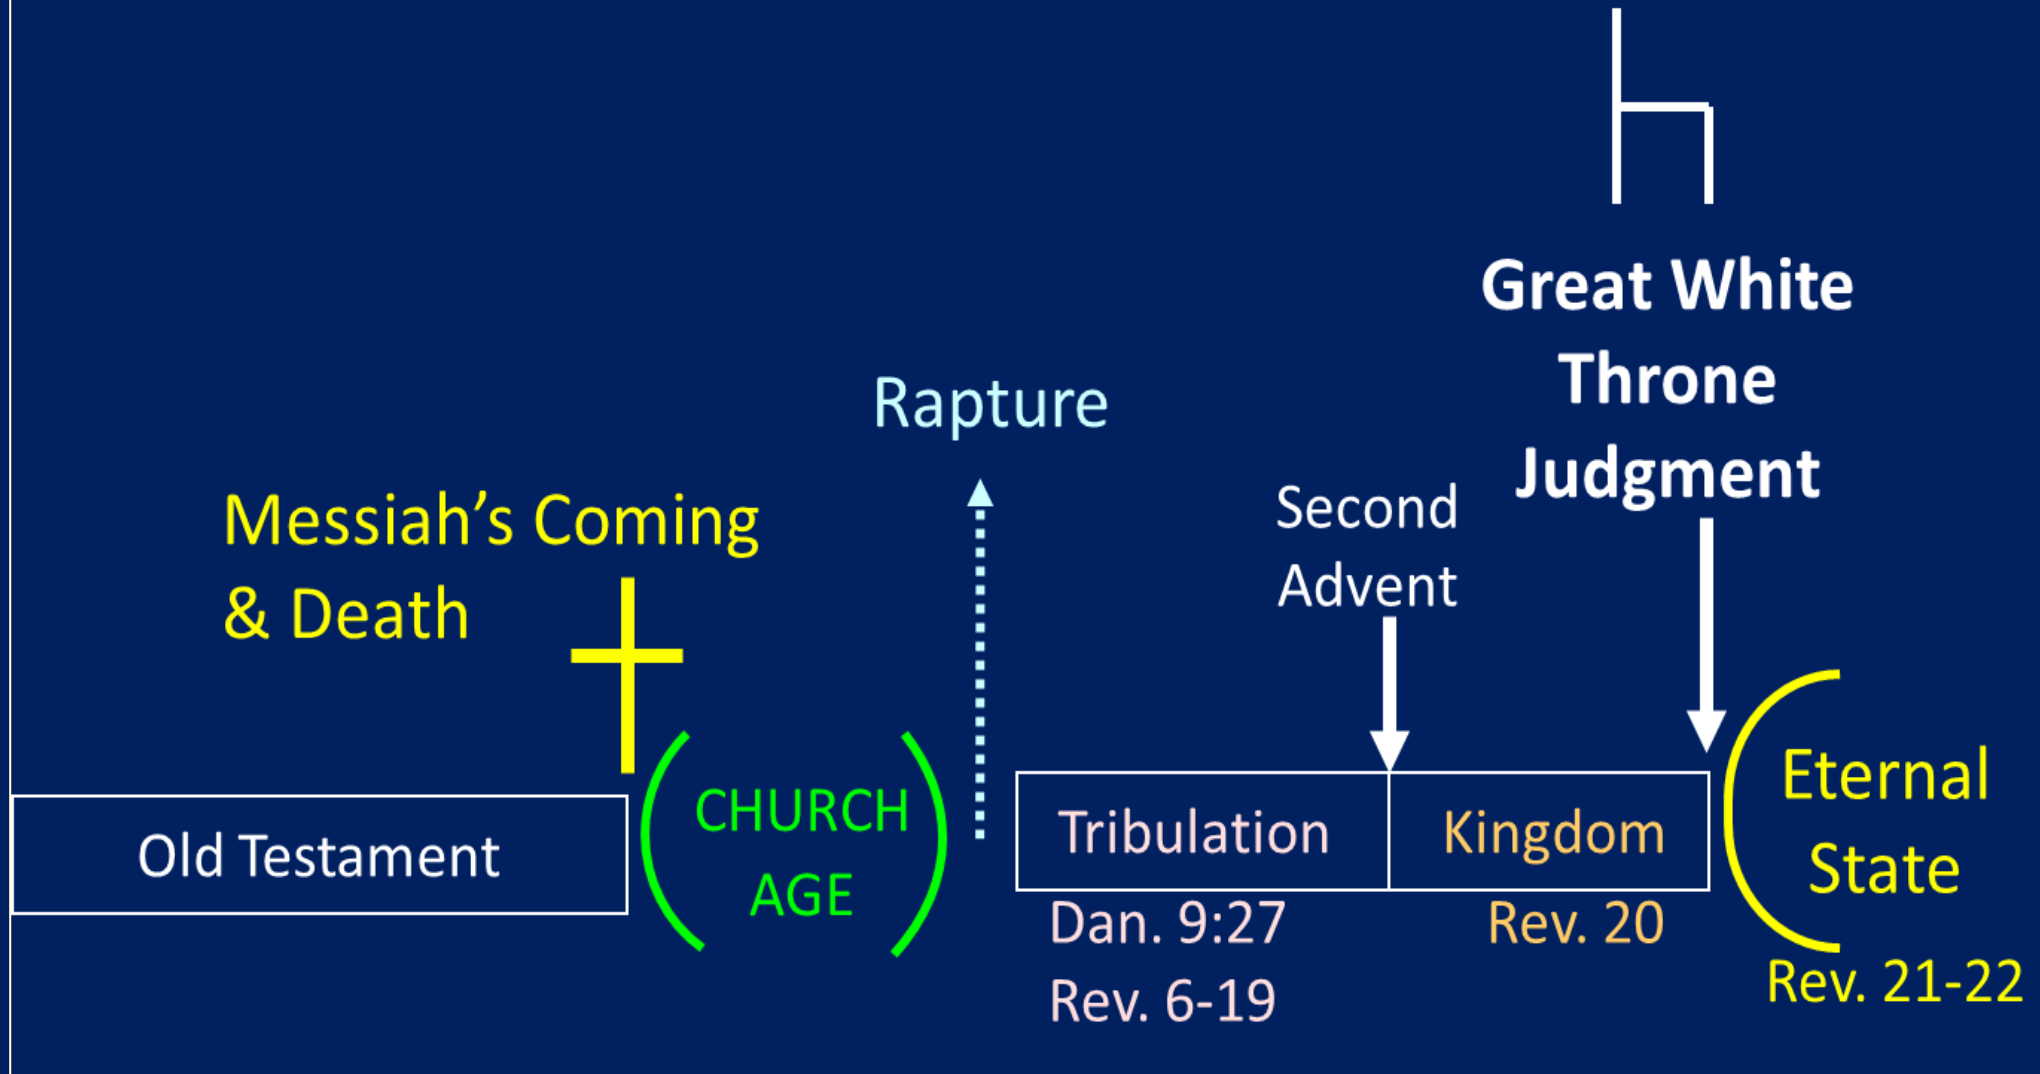 Great White
Throne
Judgment
Rapture
Second
Advent
Messiah’s Coming
& Death
Old Testament
CHURCH
AGE
Tribulation
Kingdom
Eternal
State
Dan. 9:27
Rev. 6-19
Rev. 20
Rev. 21-22